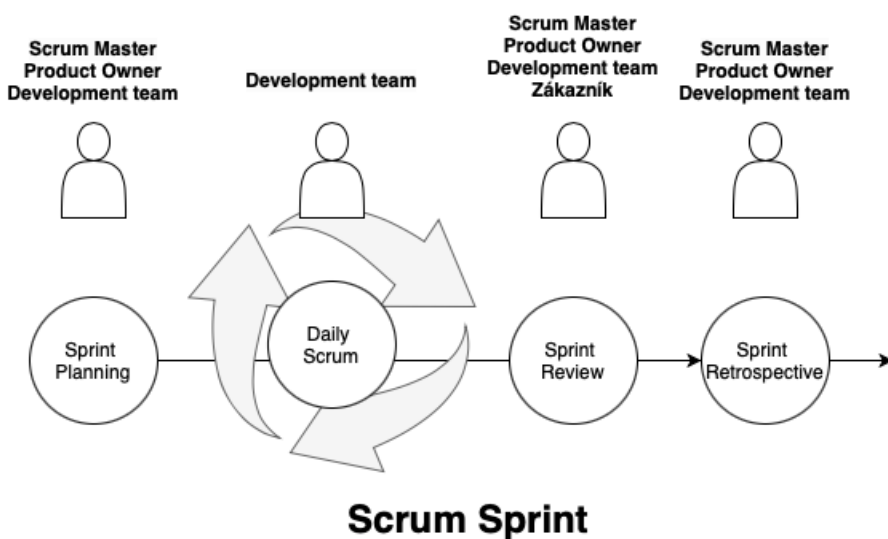 Scrum Master
Product Owner
Development team
Development team
Scrum Master
Product Owner
Development team
Zákazník
Scrum Master
Product Owner
Development team
Sprint
Planning
Daily
Scrum
Sprint
Review
Sprint
Retrospective
Scrum Sprint